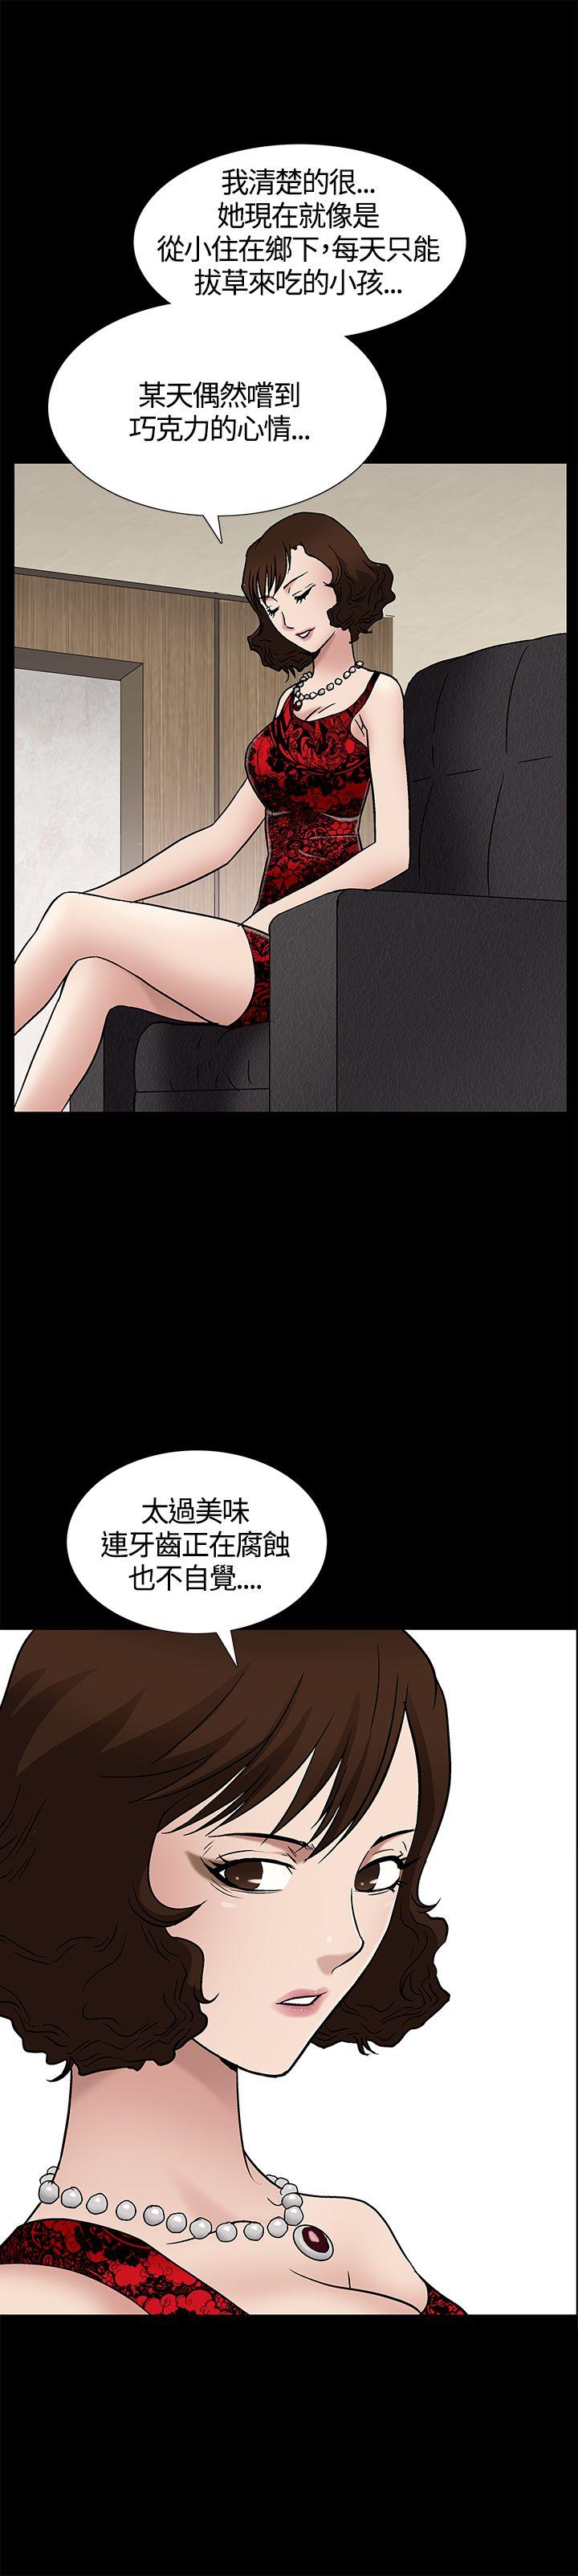 我清楚的很...
她現在就像是
從小住在鄉下,每天只能
拔草來吃的小孩...
某天偶然嚐到
巧克力的心情...
太過美味
連牙齒正在腐蝕
也不自覺....